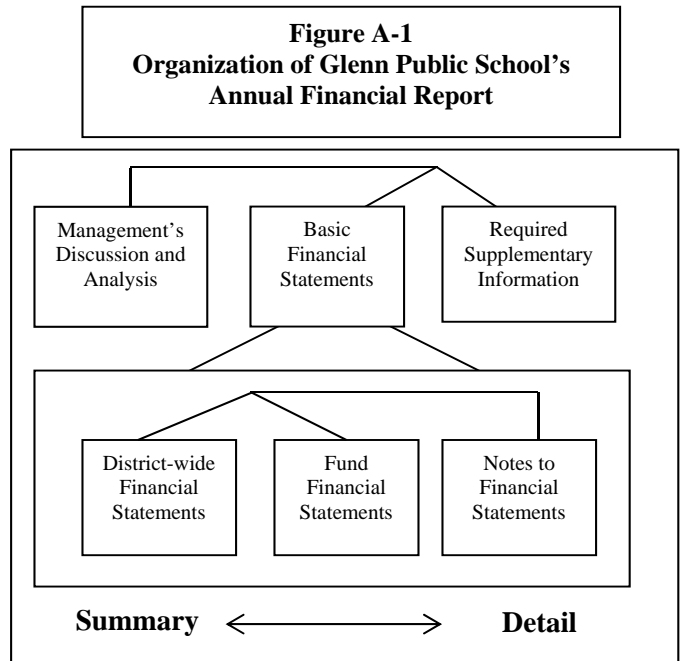 Figure A-1
Organization of Glenn Public School’s
Annual Financial Report
Management’s
Discussion and
Analysis
Basic
Financial
Statements
Required
Supplementary
Information
District-wide
Financial
Statements
Fund
Financial
Statements
Notes to
Financial
Statements
Summary
Detail